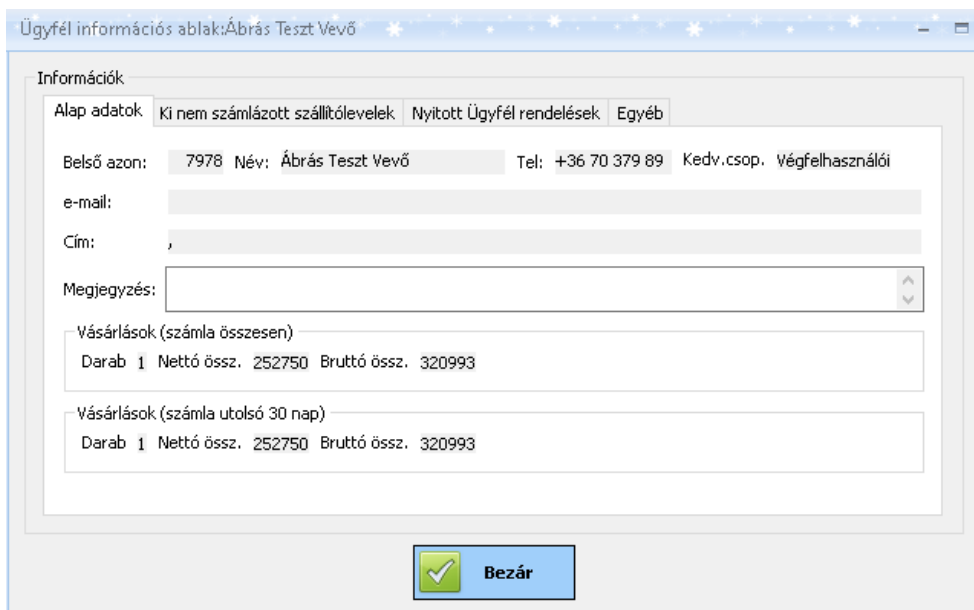 Ügyfél információs ablak:Ábrás Teszt Vevő
Információk
Alap adatok Ki nem számlázott szállítólevelek Nyitott Ügyfél rendelések Egyéb
Belső azon: 7978 Név: Ábrás Teszt Vevő Tel: +36 70 379 89 Kedv.csop. Végfelhasználói
e-mail:
Cím: ,
Megjegyzés:
Vásárlások (számla összesen)
Darab 1 Nettó össz. 252750 Bruttó össz. 320993
Vásárlások (számla utolsó 30 nap)
Darab 1 Nettó össz. 252750 Bruttó össz. 320993
Bezár